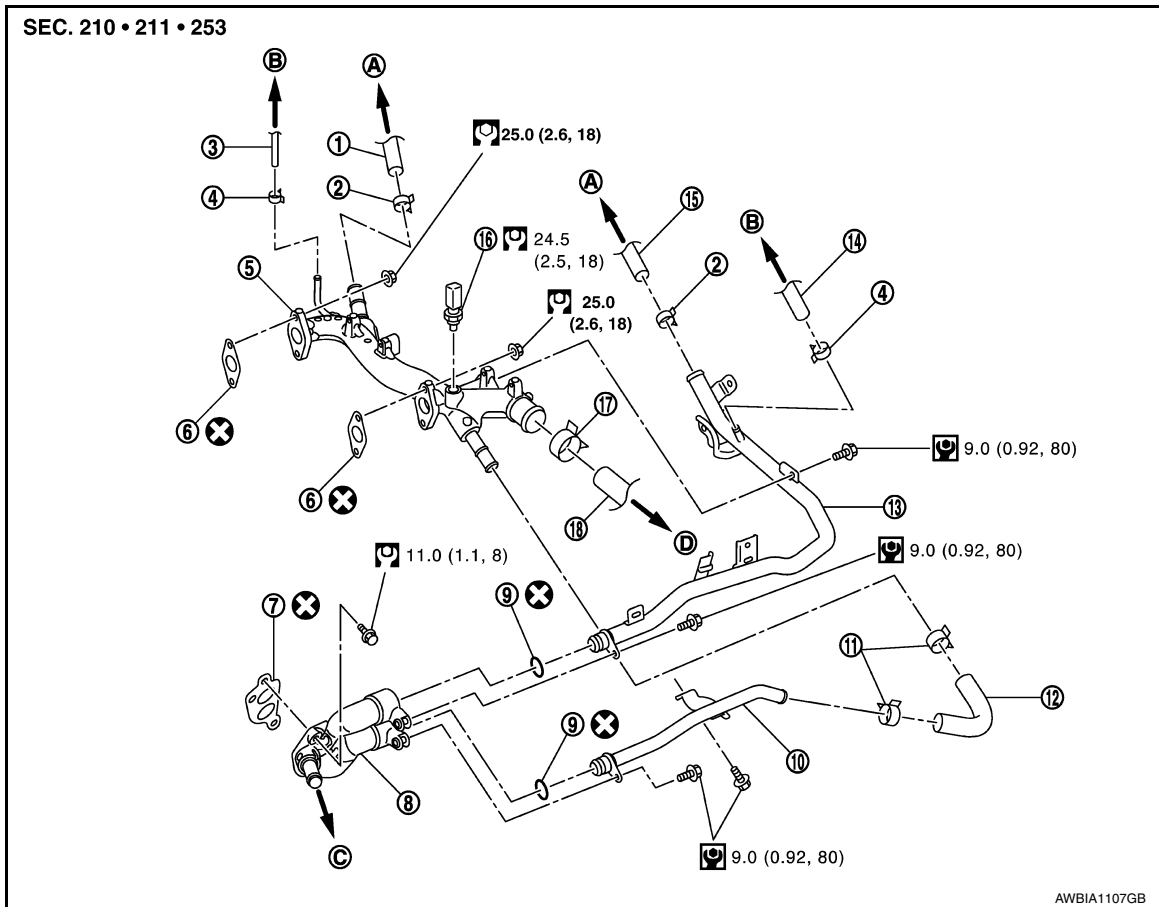 SEC. 210 • 211 • 253
B
A
3
1
25.0 (2.6, 18)
4
2
A
15
B
16
24.5
(2.5, 18)
2
14
5
25.0
(2.6, 18)
4
17
6
9.0 (0.92, 80)
6
18
13
D
11.0 (1.1, 8)
9.0 (0.92, 80)
7
9
11
12
9
10
8
C
9.0 (0.92, 80)
AWBIA1107GB